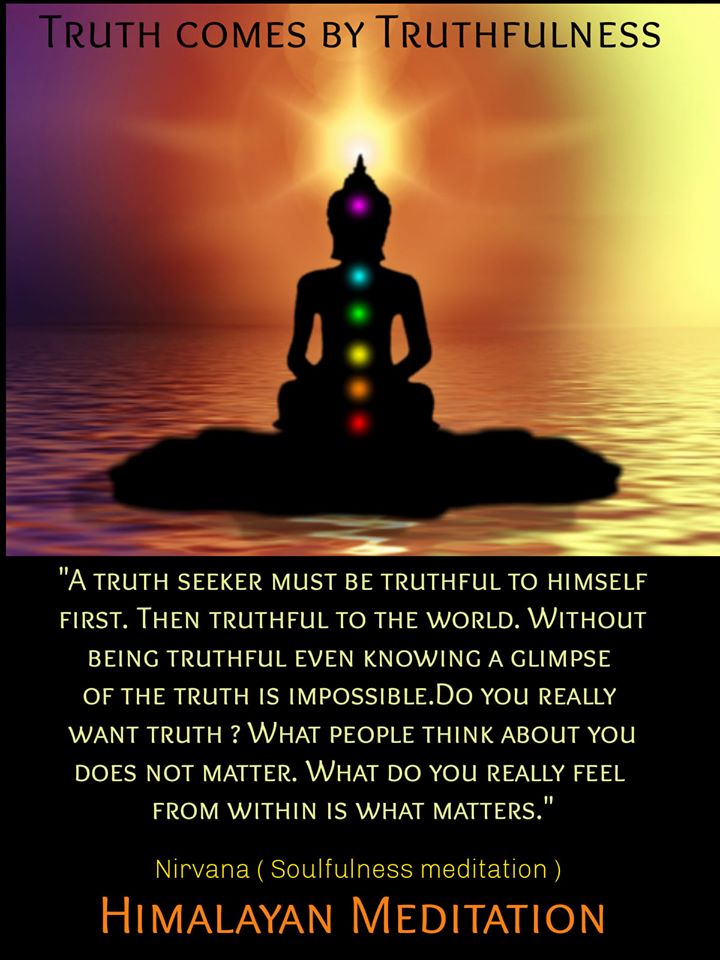 Truth comes by Truthfulness
"A truth seeker must be truthful to himself
first. Then truthful to the world. Without
being truthful even knowing a glimpse
of the truth is impossible.Do you really
want truth ? What people think about you
does not matter. What do you really feel
from within is what matters."
Nirvana ( Soulfulness meditation )
Himalayan Meditation